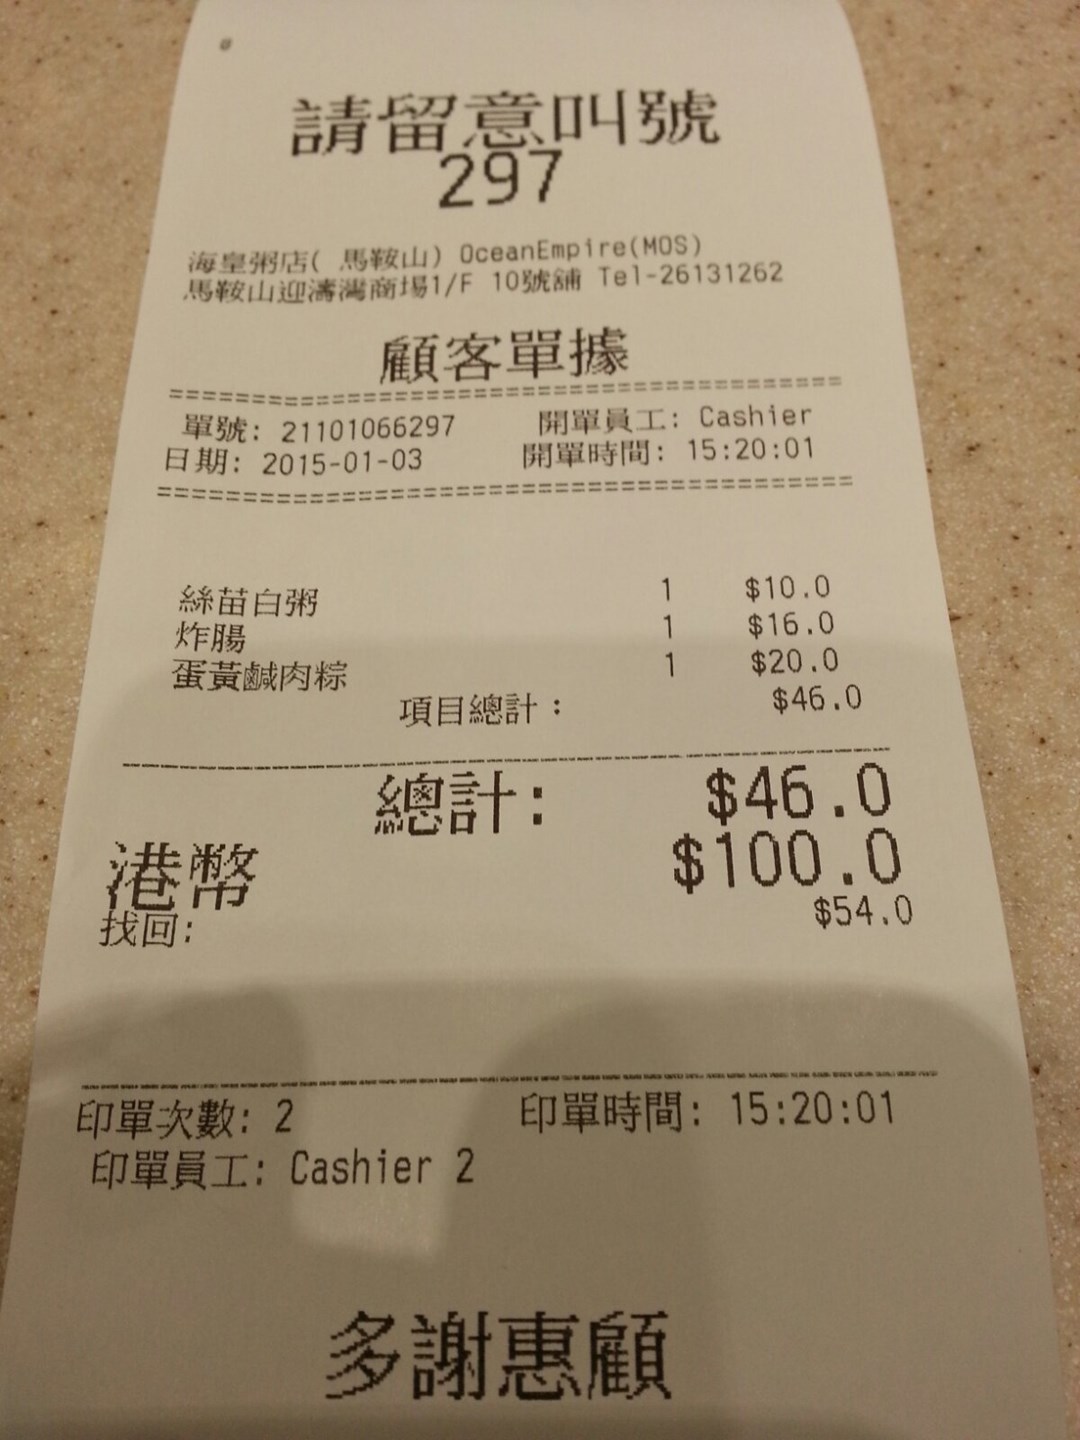 請留意叫號
297
海皇粥店( 馬鞍山) OceanEmpire(MOS)
馬鞍山迎濤灣商場1/F 10號舖 Tel-26131262
顧客單據
單號: 21101066297 開單員工: Cashier
日期: 2015-01-03 開單時間: 15:20:01
絲苗白粥 1 $10.0
炸腸 1 $16.0
蛋黃鹹肉粽 1 $20.0
項目總計: $46.0
總計: $46.0
港幣 $100.0
找回: $54.0
印單次數: 2 印單時間: 15:20:01
印單員工: Cashier 2
多謝惠顧